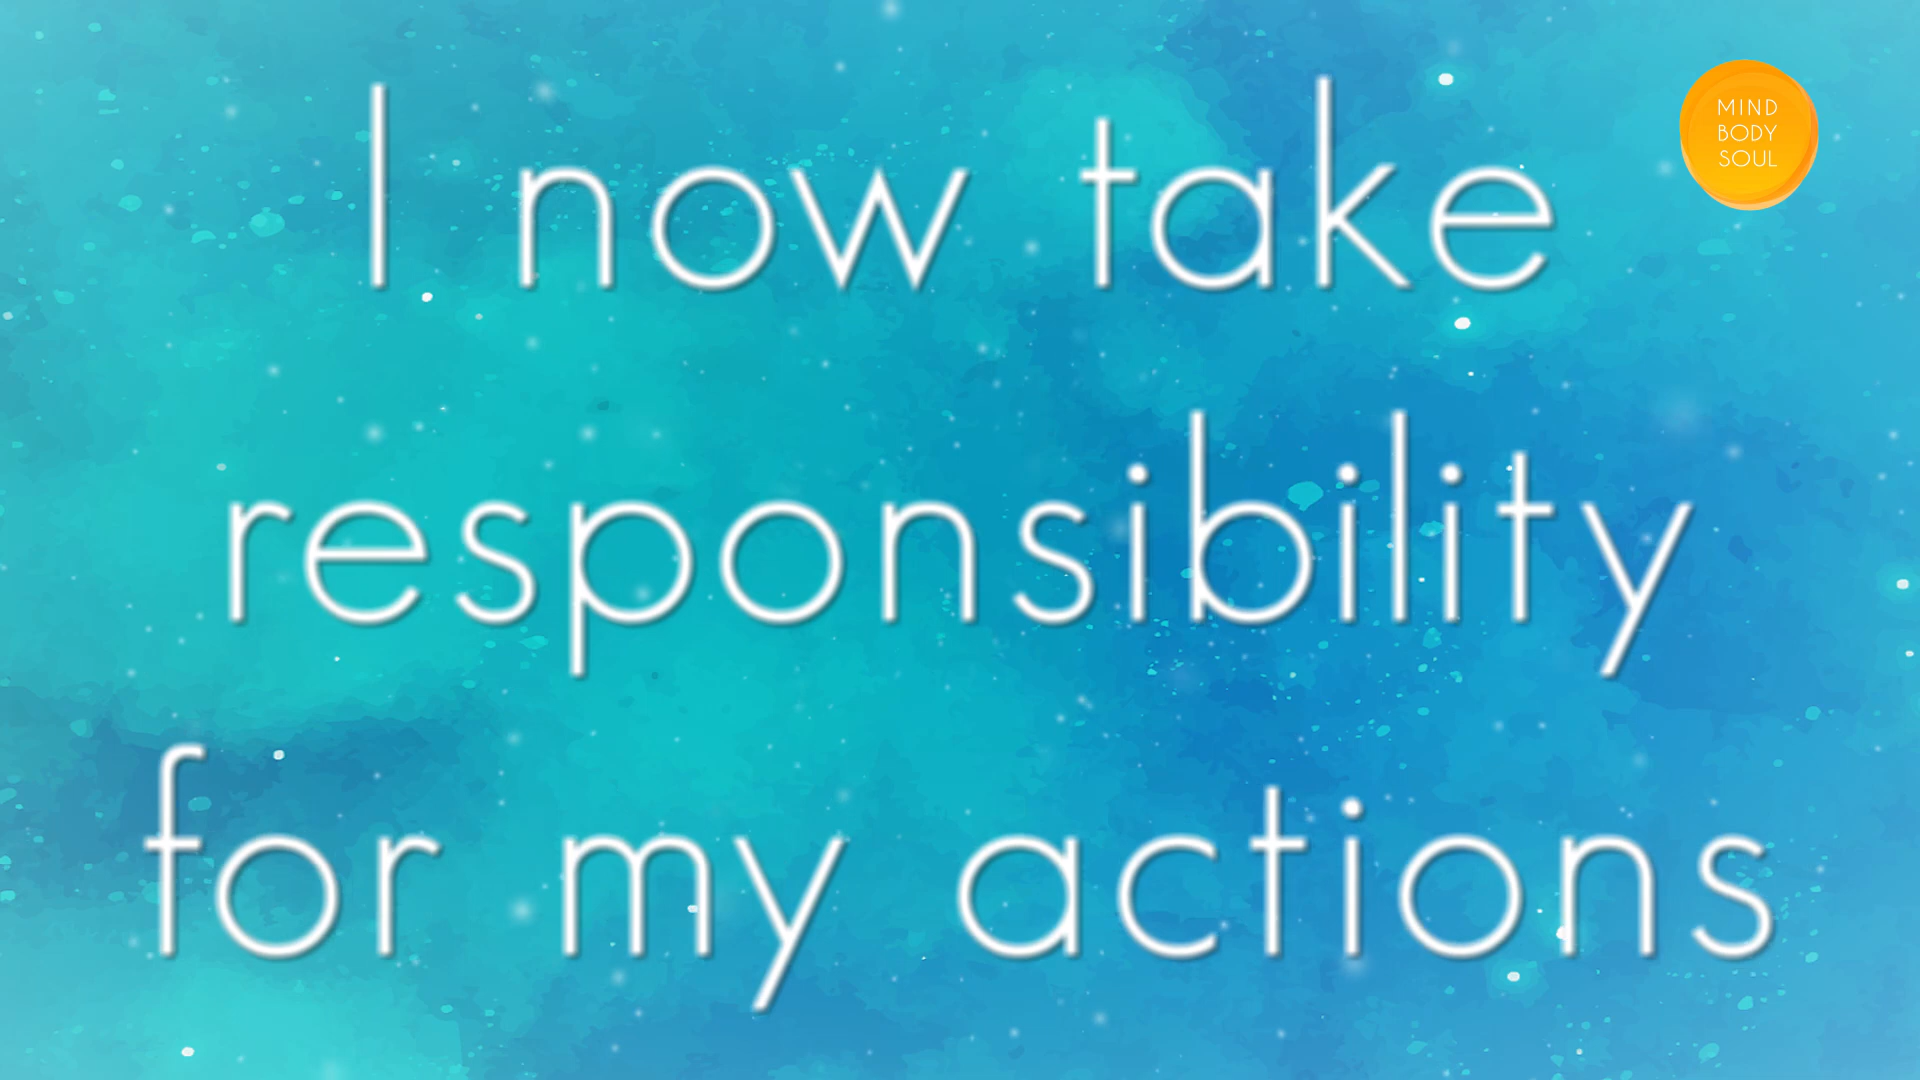 I now take
responsibility
for my actions
MIND
BODY
SOUL